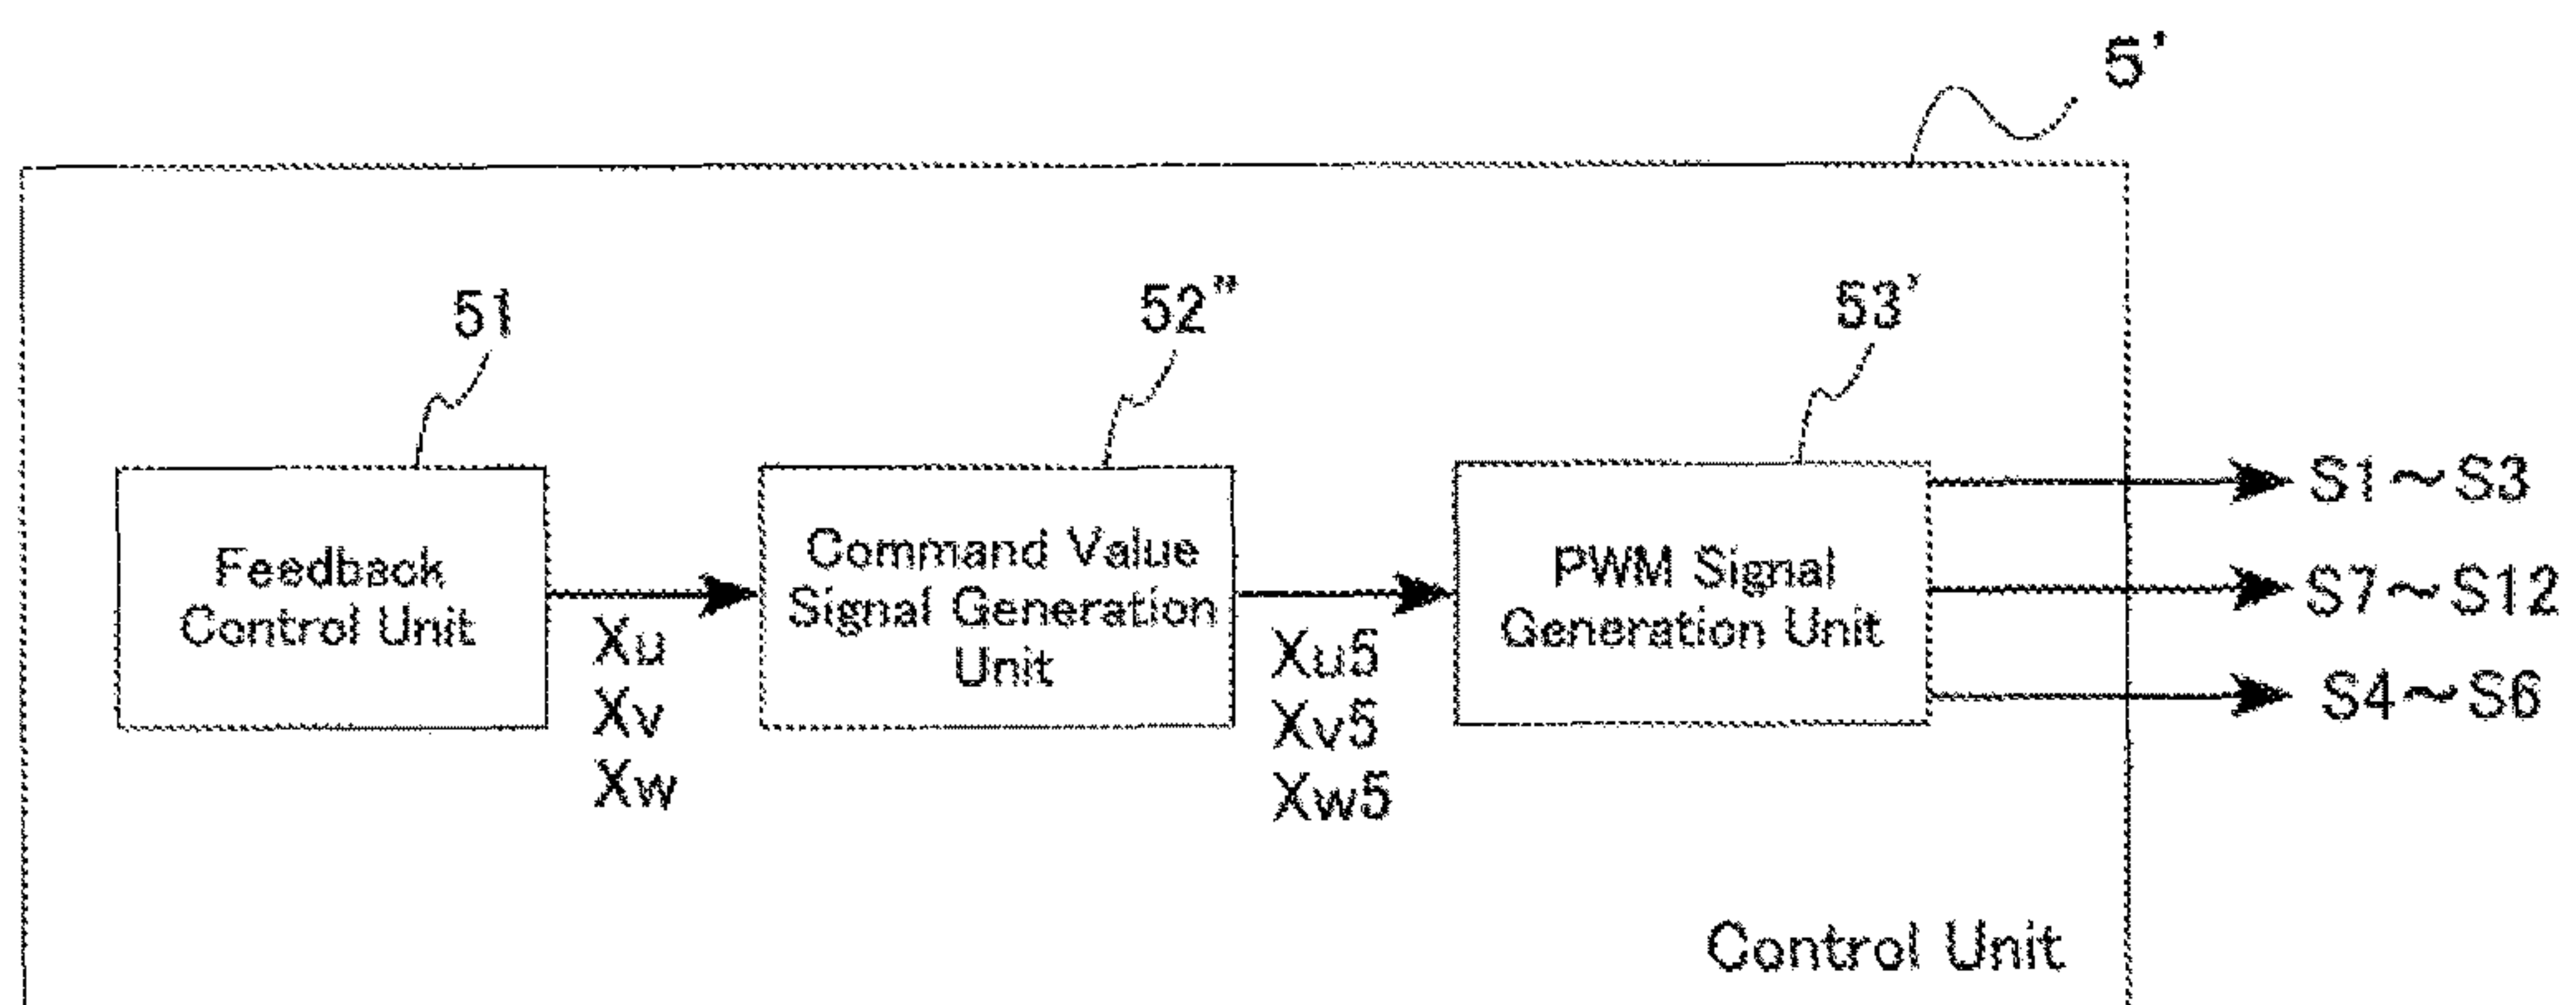 5'
51
52"
53'
Feedback
Control Unit
Xu
Xv
Xw
Command Value
Signal Generation
Unit
Xu5
Xv5
Xw5
PWM Signal
Generation Unit
S1～S3
S7～S12
S4～S6
Control Unit